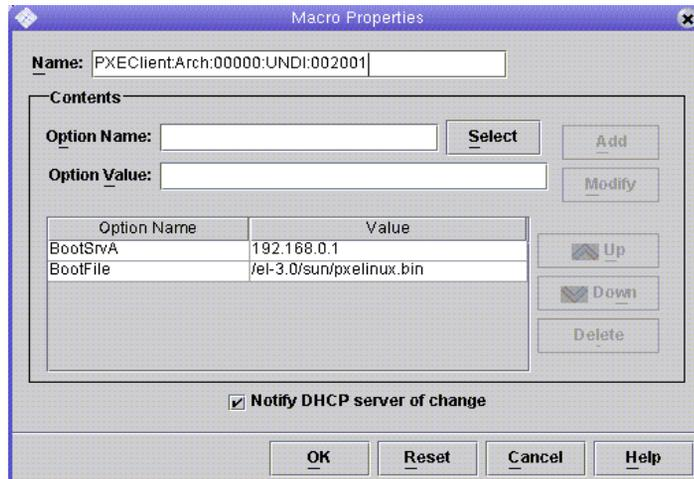 Macro Properties
Name: PXEClient:Arch:00000:UNDI:002001
Contents
Option Name: Select Add
Option Value: Modify
Option Name Value
BootSrvA 192.168.0.1
BootFile /el-3.0/sun/pxelinux.bin
Up
Down
Delete
Notify DHCP server of change
OK Reset Cancel Help